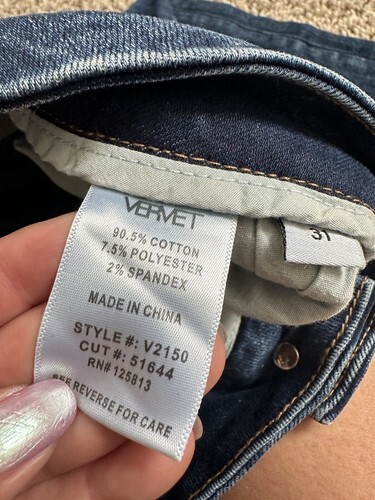 VERVET
90.5% COTTON
7.5% POLYESTER
2% SPANDEX
MADE IN CHINA
STYLE #: V2150
CUT #: 51644
RN# 125813
SEE REVERSE FOR CARE
31